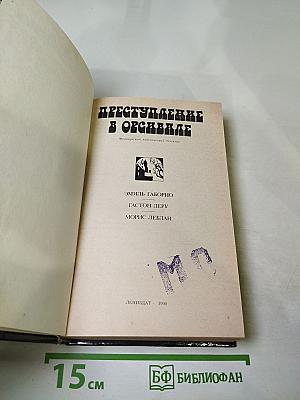 ПРЕСТУПЛЕНИЕ
В ОРСИВАЛЕ
ЭМИЛЬ ГАБОРИО
ГАСТОН ЛЕРУ
МОРИС ЛЕБЛАН
МО
ЛЕНИЗДАТ · 1990
15 см
БФ БИБЛИОФАН